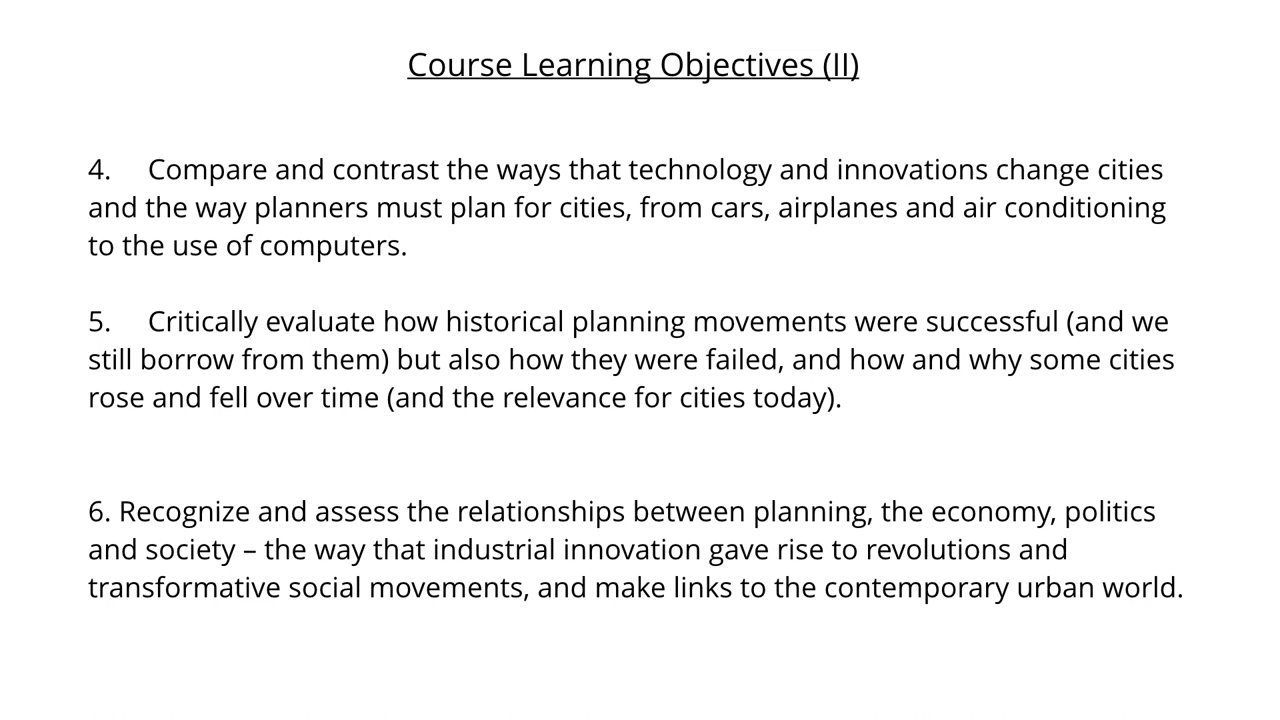 Course Learning Objectives (II)
4. Compare and contrast the ways that technology and innovations change cities
and the way planners must plan for cities, from cars, airplanes and air conditioning
to the use of computers.
5. Critically evaluate how historical planning movements were successful (and we
still borrow from them) but also how they were failed, and how and why some cities
rose and fell over time (and the relevance for cities today).
6. Recognize and assess the relationships between planning, the economy, politics
and society – the way that industrial innovation gave rise to revolutions and
transformative social movements, and make links to the contemporary urban world.